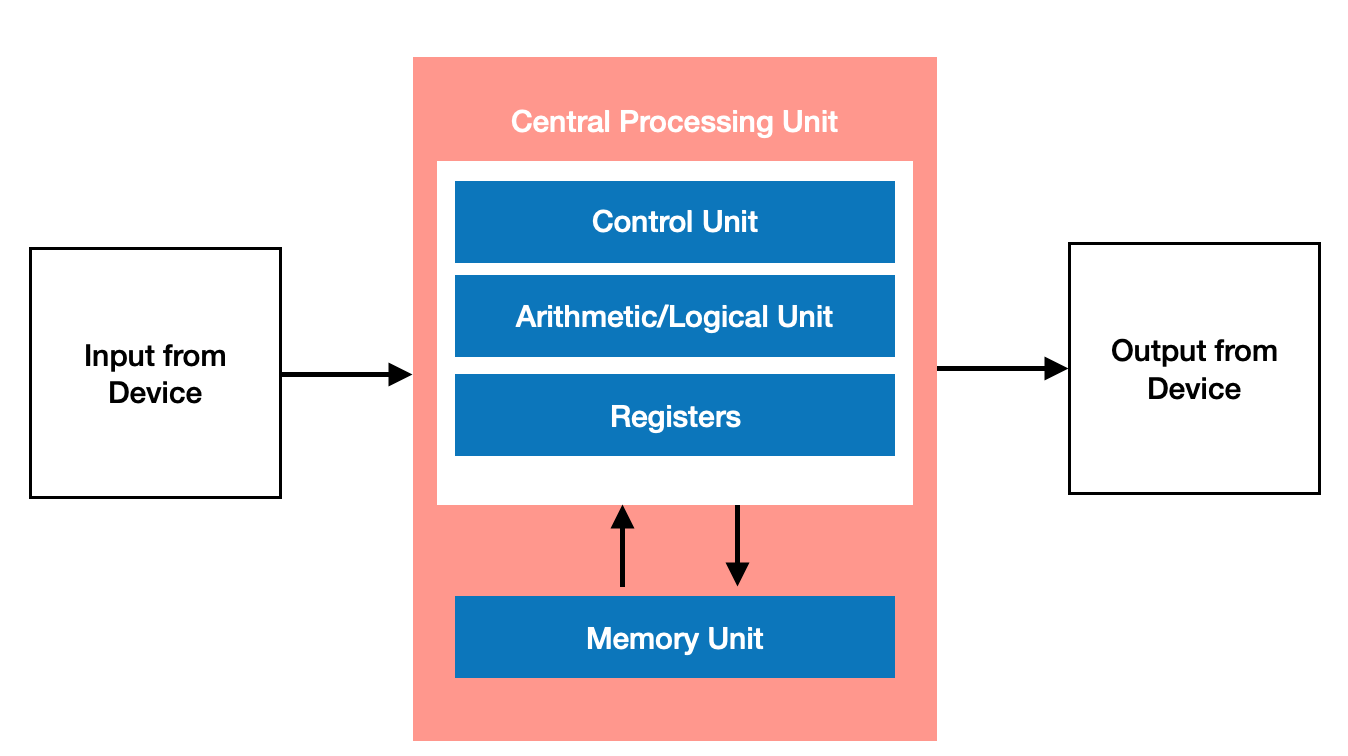 Central Processing Unit
Control Unit
Arithmetic/Logical Unit
Registers
Memory Unit
Input from
Device
Output from
Device